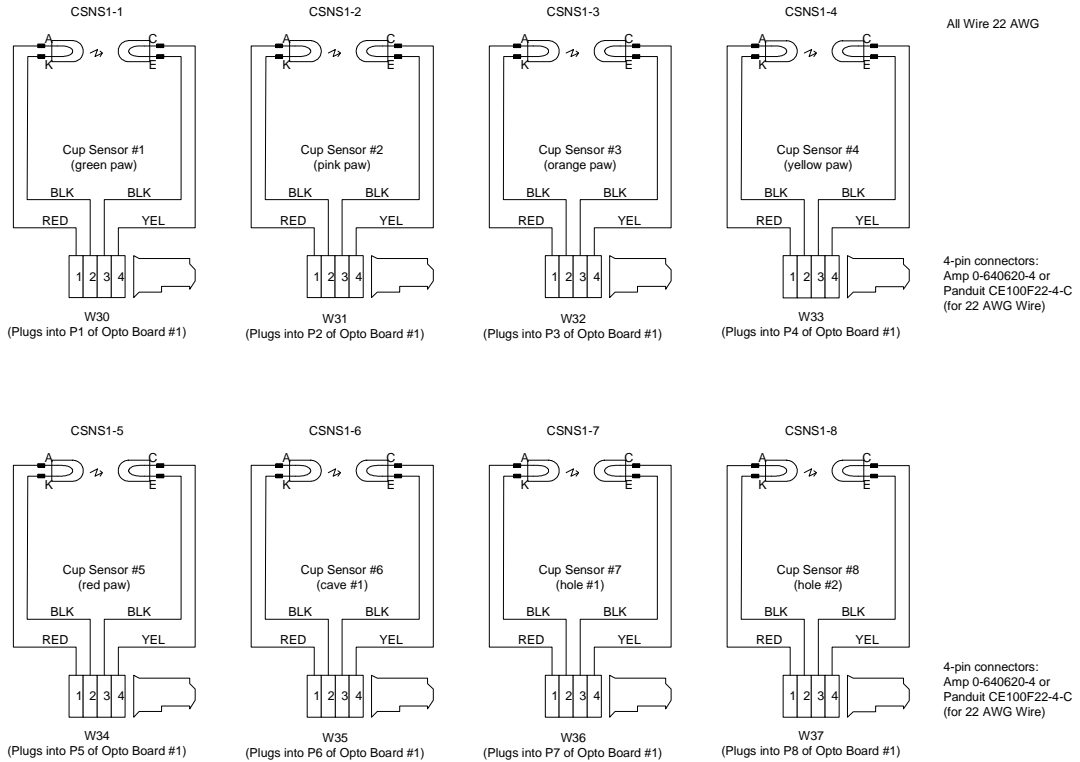 CSNS1-1 CSNS1-2 CSNS1-3 CSNS1-4
All Wire 22 AWG
A C A C A C A C
K E K E K E K E
Cup Sensor #1 Cup Sensor #2 Cup Sensor #3 Cup Sensor #4
(green paw) (pink paw) (orange paw) (yellow paw)
BLK BLK BLK BLK BLK BLK BLK BLK
RED YEL RED YEL RED YEL RED YEL
1 2 3 4 1 2 3 4 1 2 3 4 1 2 3 4
4-pin connectors:
Amp 0-640620-4 or
Panduit CE100F22-4-C
(for 22 AWG Wire)
W30 W31 W32 W33
(Plugs into P1 of Opto Board #1) (Plugs into P2 of Opto Board #1) (Plugs into P3 of Opto Board #1) (Plugs into P4 of Opto Board #1)
CSNS1-5 CSNS1-6 CSNS1-7 CSNS1-8
A C A C A C A C
K E K E K E K E
Cup Sensor #5 Cup Sensor #6 Cup Sensor #7 Cup Sensor #8
(red paw) (cave #1) (hole #1) (hole #2)
BLK BLK BLK BLK BLK BLK BLK BLK
RED YEL RED YEL RED YEL RED YEL
1 2 3 4 1 2 3 4 1 2 3 4 1 2 3 4
4-pin connectors:
Amp 0-640620-4 or
Panduit CE100F22-4-C
(for 22 AWG Wire)
W34 W35 W36 W37
(Plugs into P5 of Opto Board #1) (Plugs into P6 of Opto Board #1) (Plugs into P7 of Opto Board #1) (Plugs into P8 of Opto Board #1)